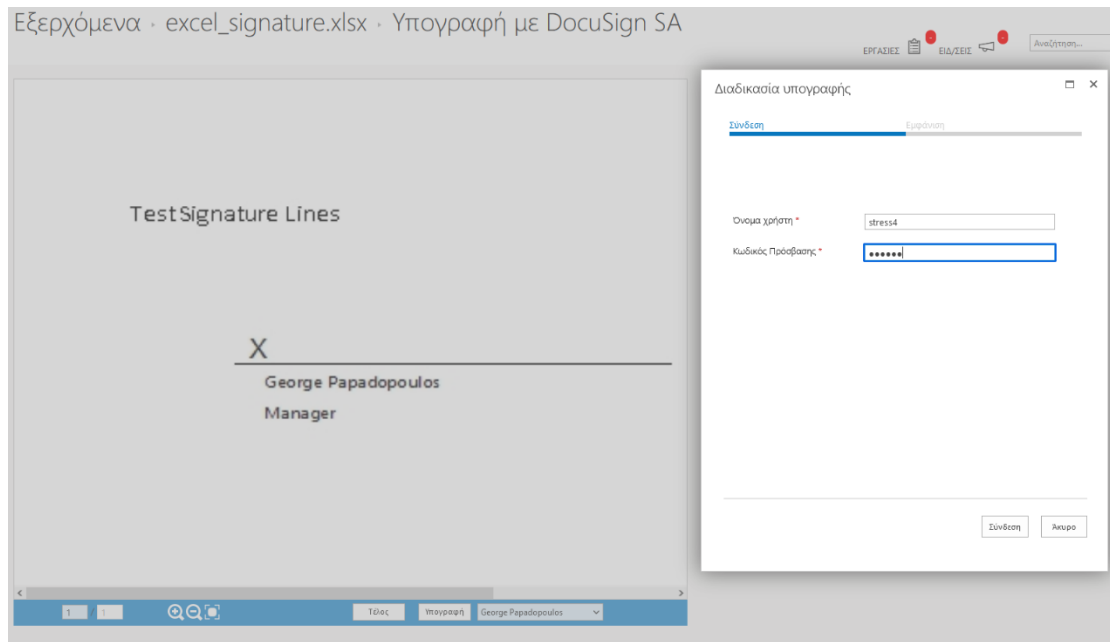 Εξερχόμενα › excel_signature.xlsx › Υπογραφή με DocuSign SA
ΕΡΓΑΣΙΕΣ ΕΙΔ/ΣΕΙΣ Αναζήτηση...
Διαδικασία υπογραφής
Σύνδεση Εμφάνιση
Test Signature Lines
Όνομα χρήστη * stress4
Κωδικός Πρόσβασης * ••••••
X
George Papadopoulos
Manager
Σύνδεση Άκυρο
1 / 1 Τέλος Υπογραφή George Papadopoulos